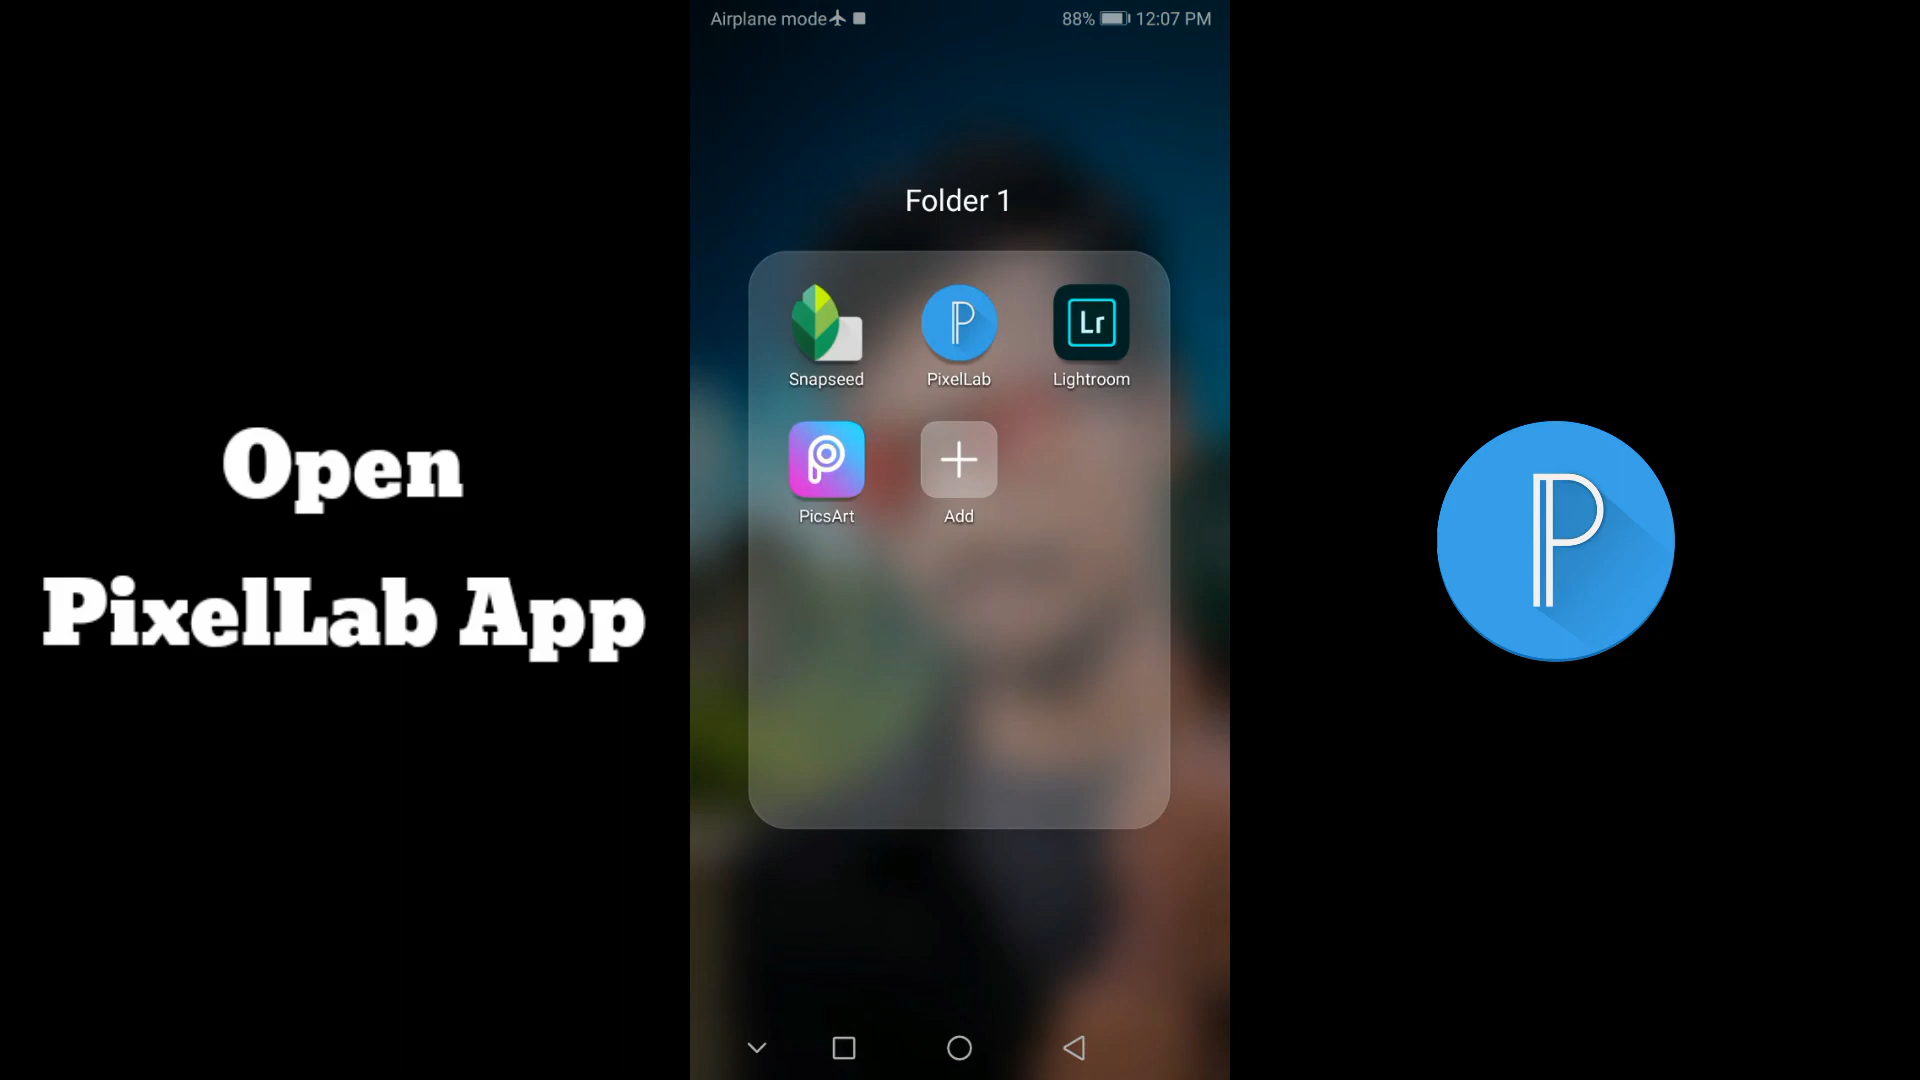 Airplane mode 88% 12:07 PM
Folder 1
Snapseed PixelLab Lightroom
Lr
PicsArt Add
Open
PixelLab App